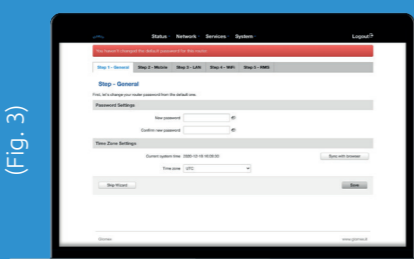 (Fig. 3)
Status Network Services System Logout
You haven't changed the default password for this router.
Step 1 - General Step 2 - Mobile Step 3 - LAN Step 4 - WiFi Step 5 - RMS
Step - General
First, let's change your router password from the default one.
Password Settings
New password
Confirm new password
Time Zone Settings
Current system time Sync with browser
Time zone UTC
Skip Wizard Save